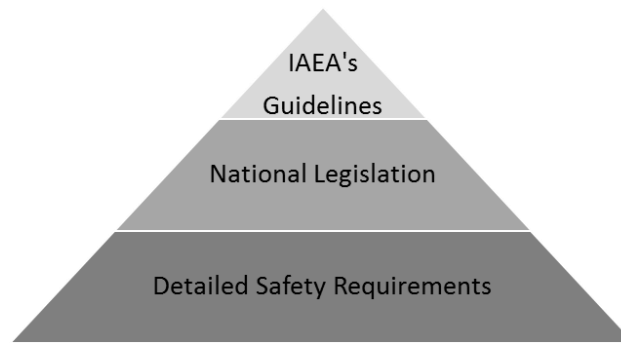 IAEA's
Guidelines
National Legislation
Detailed Safety Requirements